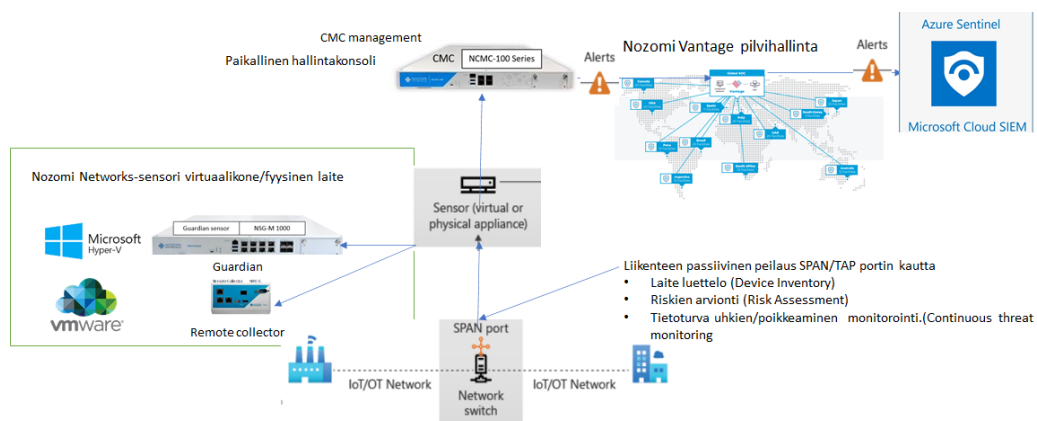 CMC management
Paikallinen hallintakonsoli
CMC
NCMC-100 Series
Alerts
Nozomi Vantage pilvihallinta
Alerts
Azure Sentinel
Microsoft Cloud SIEM
Nozomi Networks-sensori virtuaalikone/fyysinen laite
Microsoft
Hyper-V
Guardian sensor
NSG-M 1000
Guardian
vmware
Remote collector
Sensor (virtual or
physical appliance)
Liikenteen passiivinen peilaus SPAN/TAP portin kautta
• Laite luettelo (Device Inventory)
• Riskien arvionti (Risk Assessment)
• Tietoturva uhkien/poikkeaminen monitorointi.(Continuous threat
monitoring
SPAN port
IoT/OT Network
IoT/OT Network
Network
switch